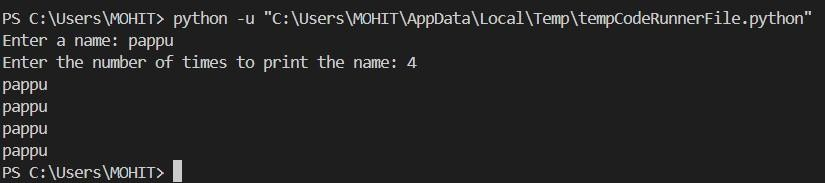 PS C:\Users\MOHIT> python -u "C:\Users\MOHIT\AppData\Local\Temp\tempCodeRunnerFile.python"
Enter a name: pappu
Enter the number of times to print the name: 4
pappu
pappu
pappu
pappu
PS C:\Users\MOHIT>